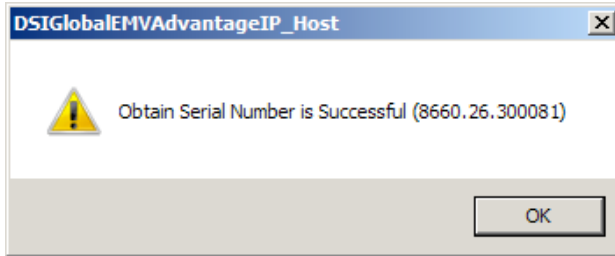 DSIGlobalEMVAdvantageIP_Host
Obtain Serial Number is Successful (8660.26.300081)
OK